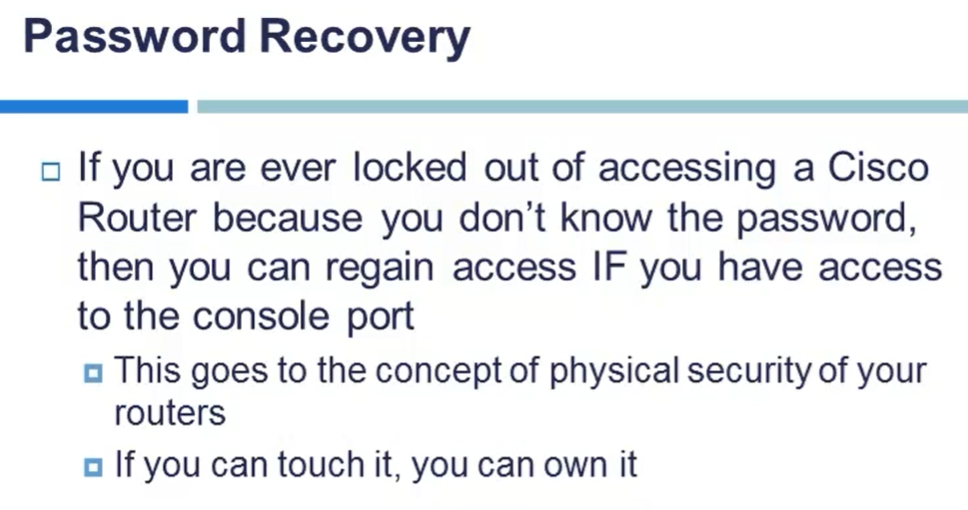 Password Recovery
If you are ever locked out of accessing a Cisco
Router because you don't know the password,
then you can regain access IF you have access
to the console port
This goes to the concept of physical security of your
routers
If you can touch it, you can own it